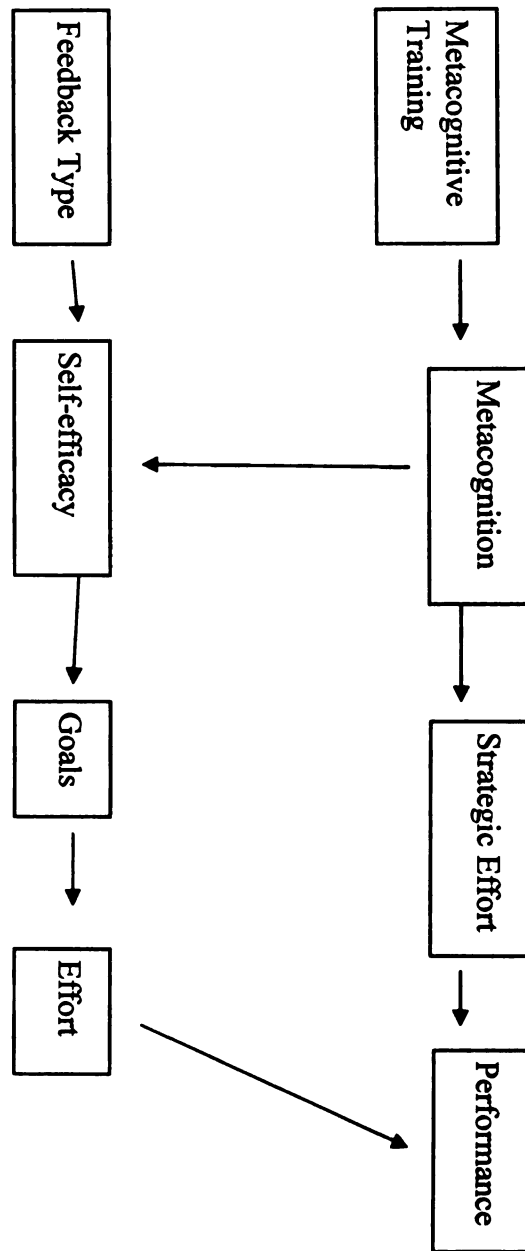 Metacognitive
Training
Metacognition
Strategic Effort
Performance
Feedback Type
Self-efficacy
Goals
Effort